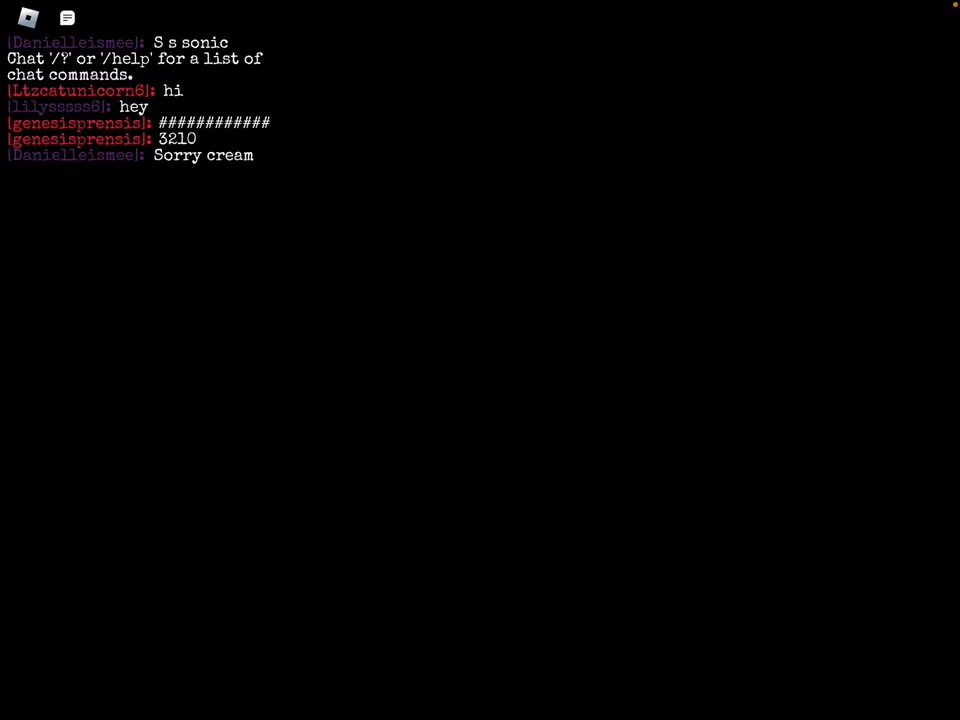 [Danielleismee]: S s sonic
Chat '/?' or '/help' for a list of
chat commands.
[Ltzcatunicorn6]: hi
[lilysssss6]: hey
[genesisprensis]: ############
[genesisprensis]: 3210
[Danielleismee]: Sorry cream